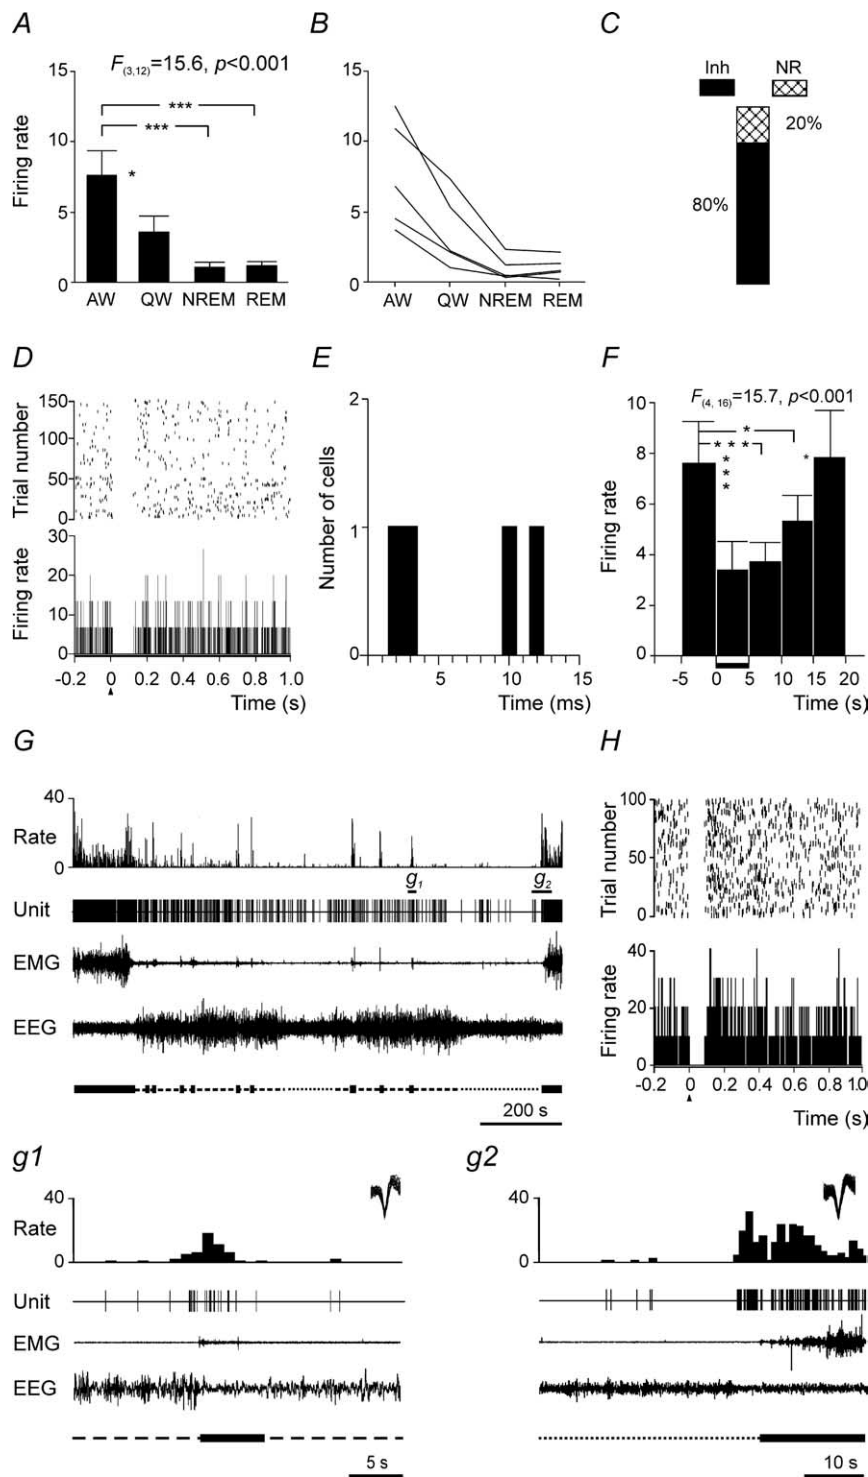 A
F(3,12)=15.6, p<0.001
Firing rate
15
10
5
0
***
***
*
AW QW NREM REM
B
15
10
5
0
AW QW NREM REM
C
Inh NR
20%
80%
D
Trial number
150
100
50
0
Firing rate
30
20
10
0
-0.2 0 0.2 0.4 0.6 0.8 1.0
Time (s)
E
Number of cells
2
1
0
5 10 15
Time (ms)
F
F(4, 16)=15.7, p<0.001
Firing rate
10
8
6
4
2
0
*
***
***
*
-5 0 5 10 15 20
Time (s)
G
40
Rate
0
g1 g2
Unit
EMG
EEG
200 s
H
Trial number
100
50
0
Firing rate
40
20
0
-0.2 0 0.2 0.4 0.6 0.8 1.0
Time (s)
g1
40
Rate
0
Unit
EMG
EEG
5 s
g2
40
0
10 s